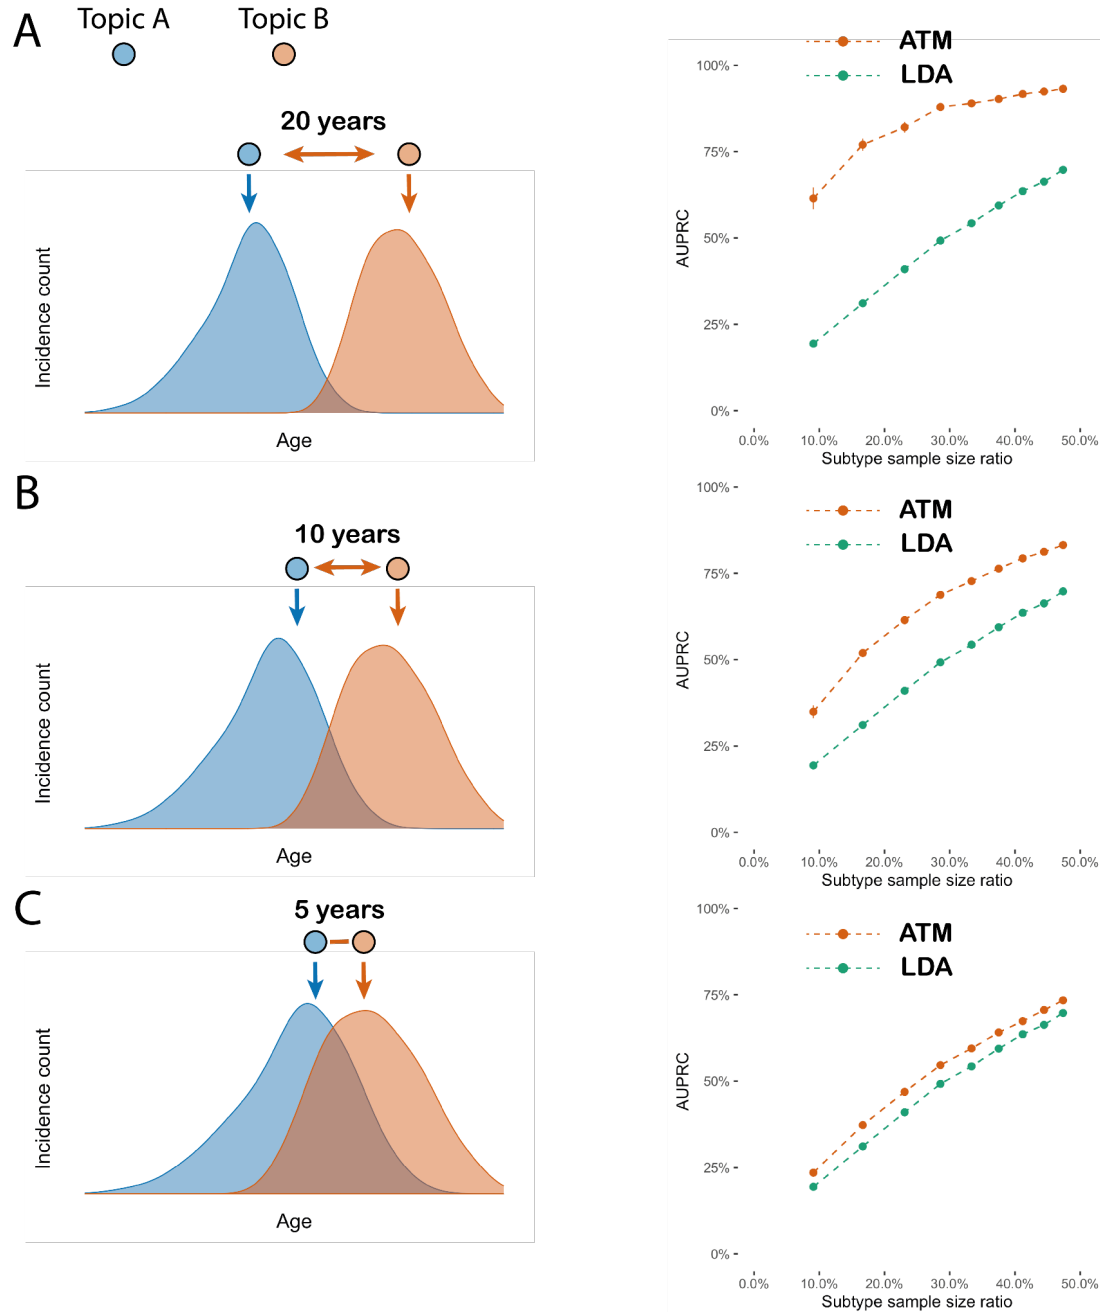 A
Topic A
Topic B
20 years
Incidence count
Age
ATM
LDA
100%
75%
50%
25%
0%
AUPRC
0.0% 10.0% 20.0% 30.0% 40.0% 50.0%
Subtype sample size ratio
B
10 years
Incidence count
Age
100%
ATM
LDA
75%
50%
25%
0%
AUPRC
0.0% 10.0% 20.0% 30.0% 40.0% 50.0%
Subtype sample size ratio
C
5 years
Incidence count
Age
100%
ATM
LDA
75%
50%
25%
0%
AUPRC
0.0% 10.0% 20.0% 30.0% 40.0% 50.0%
Subtype sample size ratio